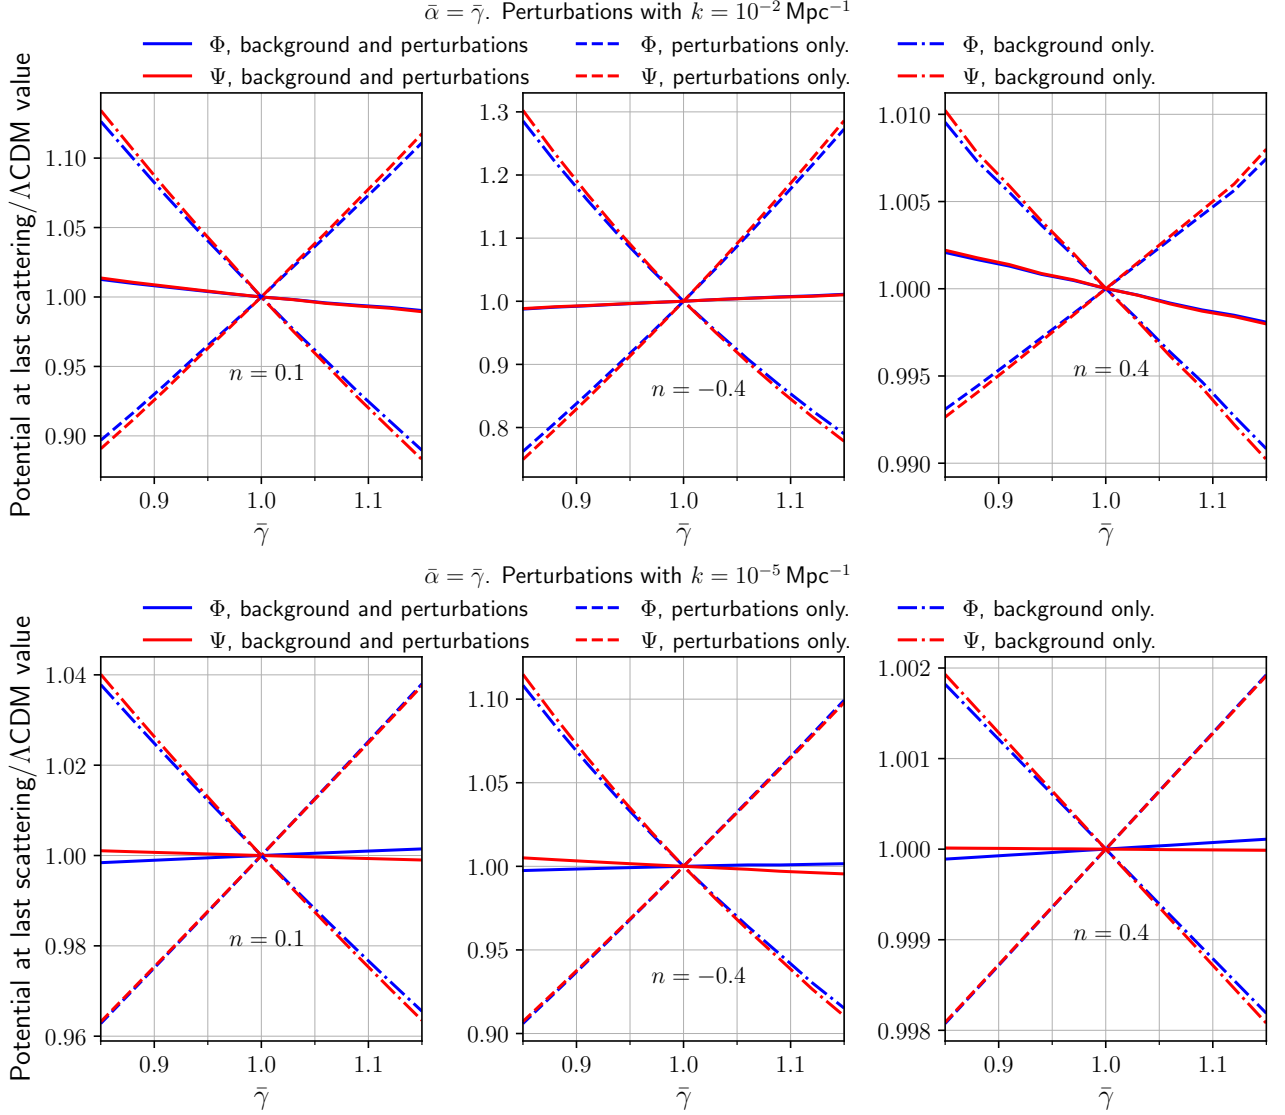 ᾱ = γ̄. Perturbations with k = 10⁻² Mpc⁻¹
Φ, background and perturbations
Φ, perturbations only.
Φ, background only.
Ψ, background and perturbations
Ψ, perturbations only.
Ψ, background only.
Potential at last scattering/ΛCDM value
1.10
1.05
1.00
0.95
0.90
n = 0.1
0.9 1.0 1.1
γ̄
1.3
1.2
1.1
1.0
0.9
0.8
n = −0.4
0.9 1.0 1.1
γ̄
1.010
1.005
1.000
0.995
0.990
n = 0.4
0.9 1.0 1.1
γ̄
ᾱ = γ̄. Perturbations with k = 10⁻⁵ Mpc⁻¹
Φ, background and perturbations
Φ, perturbations only.
Φ, background only.
Ψ, background and perturbations
Ψ, perturbations only.
Ψ, background only.
Potential at last scattering/ΛCDM value
1.04
1.02
1.00
0.98
0.96
n = 0.1
0.9 1.0 1.1
γ̄
1.10
1.05
1.00
0.95
0.90
n = −0.4
0.9 1.0 1.1
γ̄
1.002
1.001
1.000
0.999
0.998
n = 0.4
0.9 1.0 1.1
γ̄